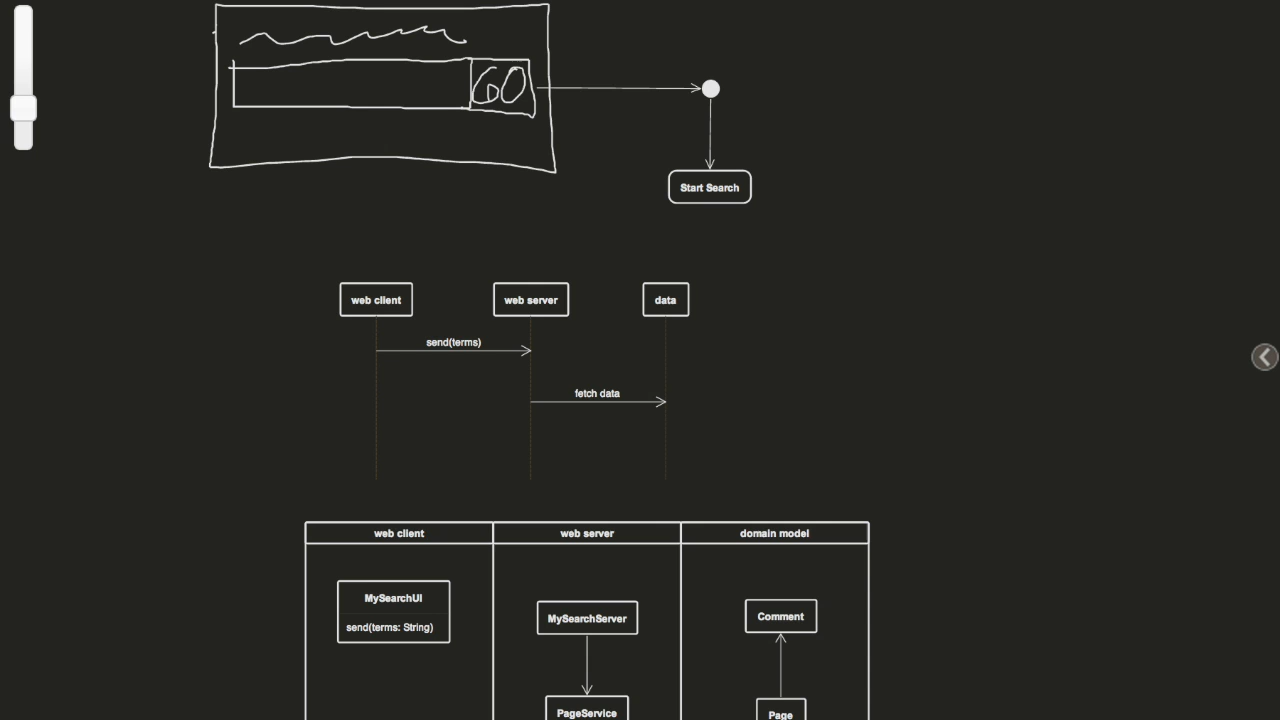 GO
Start Search
web client
web server
data
send(terms)
fetch data
web client
web server
domain model
MySearchUI
send(terms: String)
MySearchServer
Comment
PageService
Page